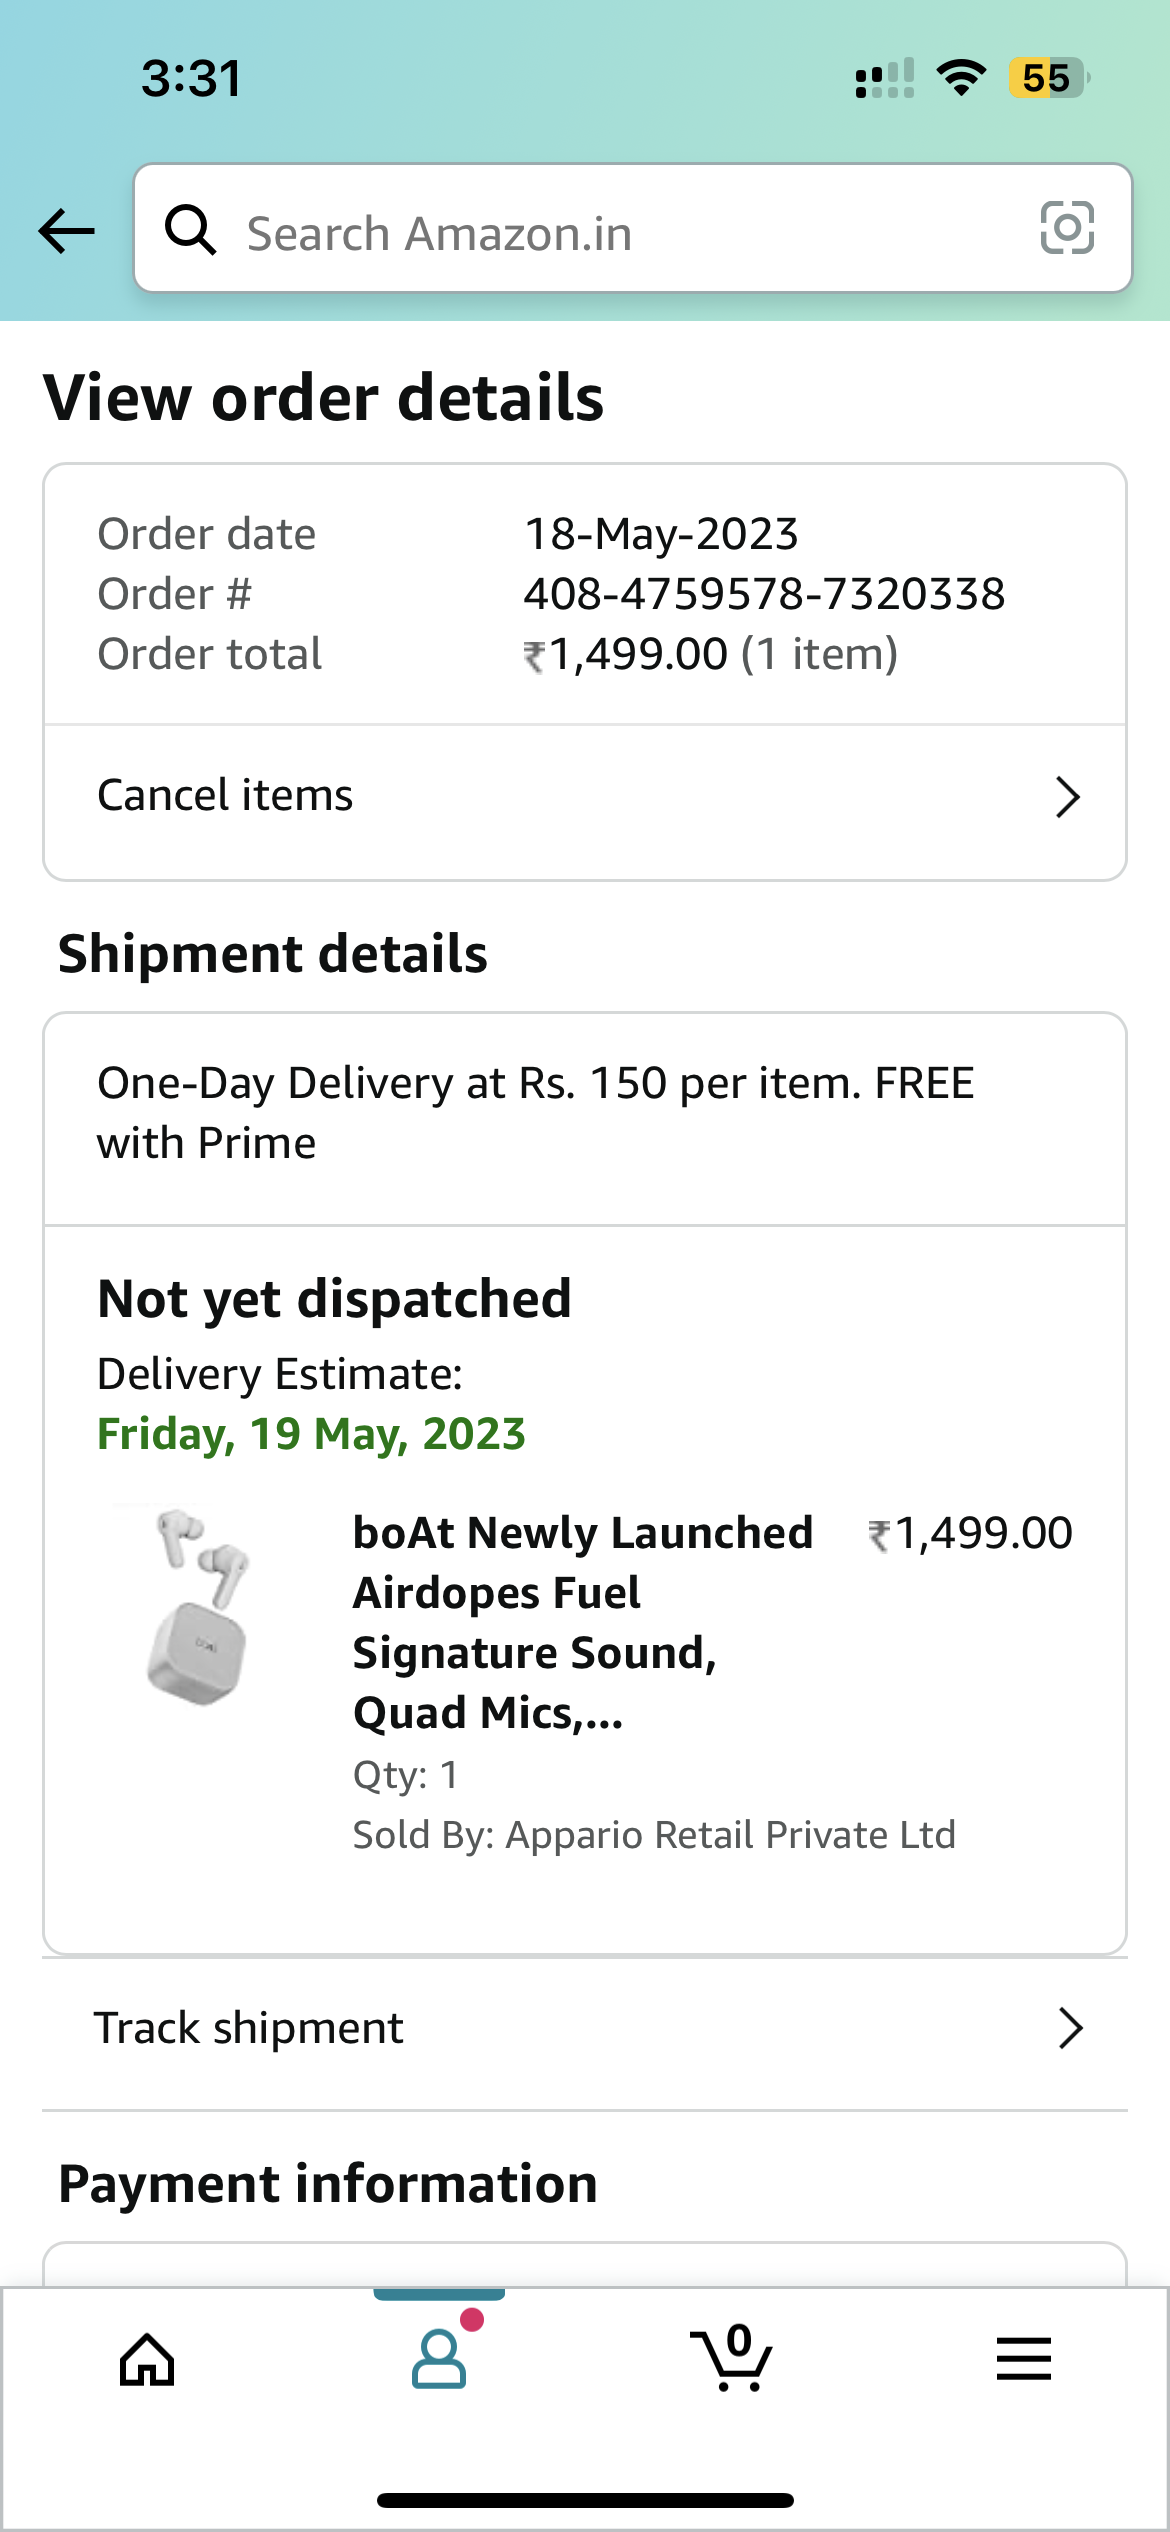 3:31
55
Search Amazon.in
View order details
Order date 18-May-2023
Order # 408-4759578-7320338
Order total ₹1,499.00 (1 item)
Cancel items
Shipment details
One-Day Delivery at Rs. 150 per item. FREE
with Prime
Not yet dispatched
Delivery Estimate:
Friday, 19 May, 2023
boAt Newly Launched ₹1,499.00
Airdopes Fuel
Signature Sound,
Quad Mics,...
Qty: 1
Sold By: Appario Retail Private Ltd
Track shipment
Payment information
0